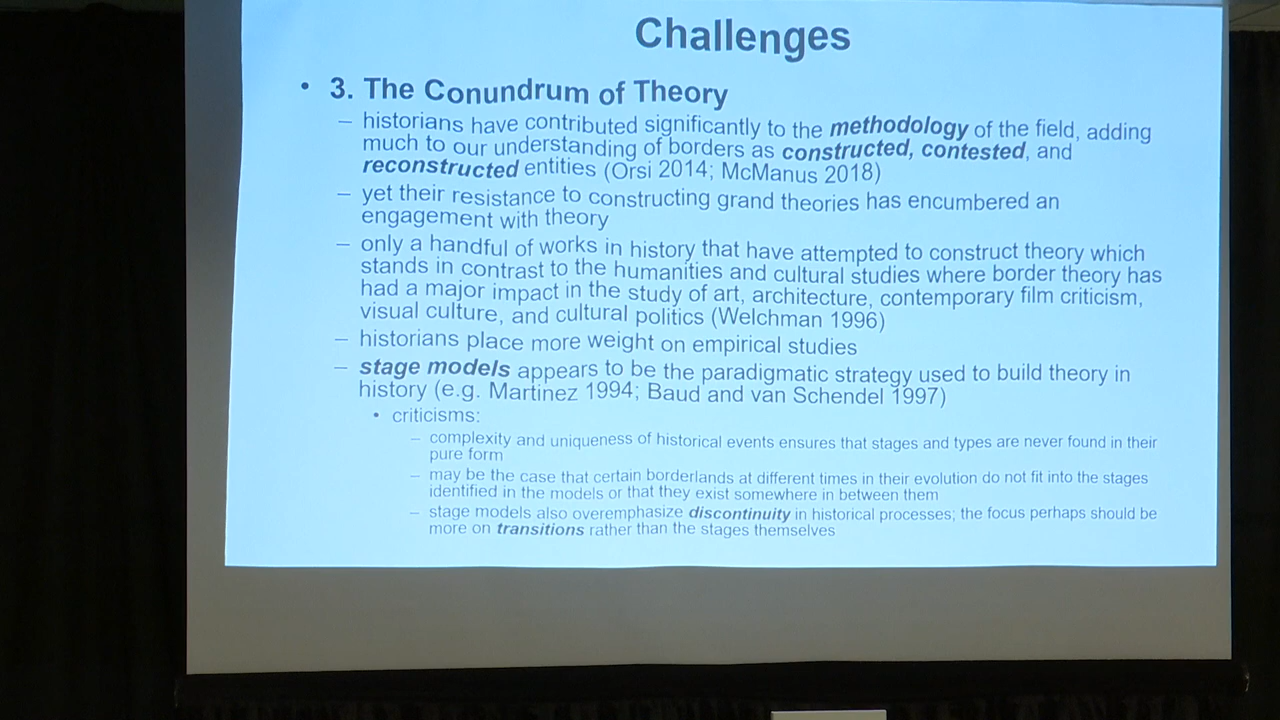 Challenges
• 3. The Conundrum of Theory
– historians have contributed significantly to the methodology of the field, adding
much to our understanding of borders as constructed, contested, and
reconstructed entities (Orsi 2014; McManus 2018)
– yet their resistance to constructing grand theories has encumbered an
engagement with theory
– only a handful of works in history that have attempted to construct theory which
stands in contrast to the humanities and cultural studies where border theory has
had a major impact in the study of art, architecture, contemporary film criticism,
visual culture, and cultural politics (Welchman 1996)
– historians place more weight on empirical studies
– stage models appears to be the paradigmatic strategy used to build theory in
history (e.g. Martinez 1994; Baud and van Schendel 1997)
• criticisms:
– complexity and uniqueness of historical events ensures that stages and types are never found in their
pure form
– may be the case that certain borderlands at different times in their evolution do not fit into the stages
identified in the models or that they exist somewhere in between them
– stage models also overemphasize discontinuity in historical processes; the focus perhaps should be
more on transitions rather than the stages themselves